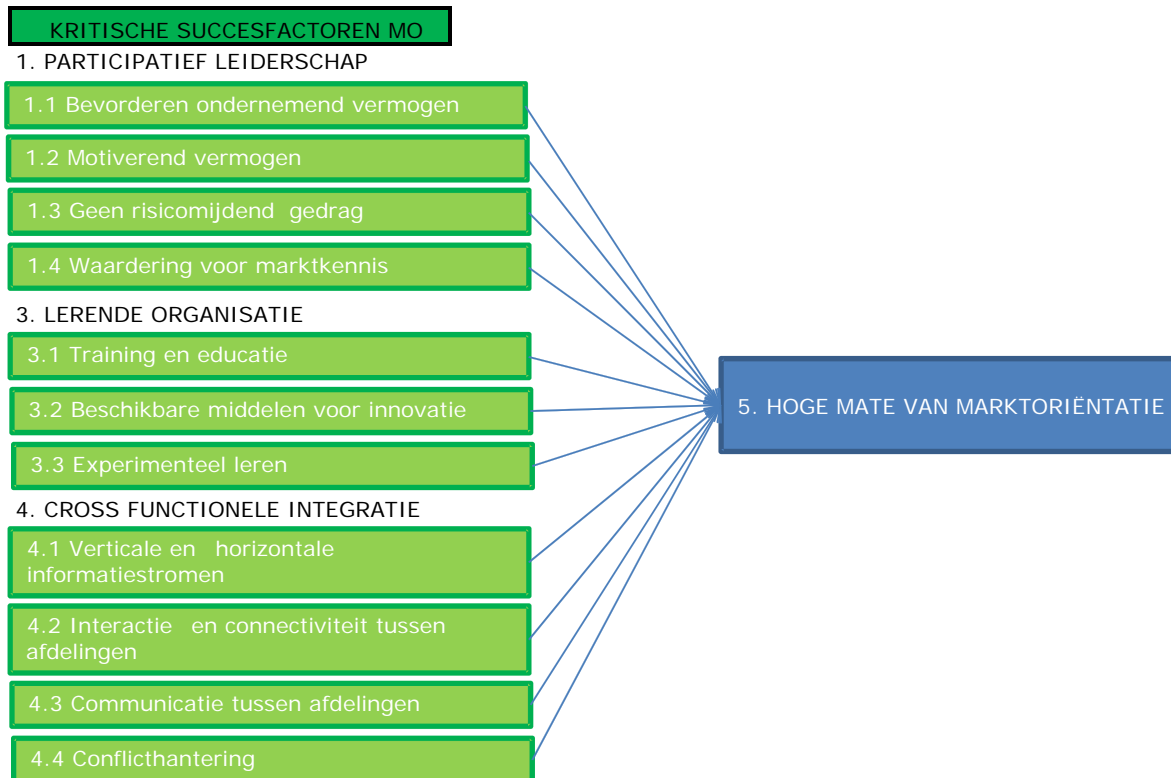 KRITISCHE SUCCESFACTOREN MO
1. PARTICIPATIEF LEIDERSCHAP
1.1 Bevorderen ondernemend vermogen
1.2 Motiverend vermogen
1.3 Geen risicomijdend gedrag
1.4 Waardering voor marktkennis
3. LERENDE ORGANISATIE
3.1 Training en educatie
3.2 Beschikbare middelen voor innovatie
3.3 Experimenteel leren
4. CROSS FUNCTIONELE INTEGRATIE
4.1 Verticale en horizontale
informatiestromen
4.2 Interactie en connectiviteit tussen
afdelingen
4.3 Communicatie tussen afdelingen
4.4 Conflicthantering
5. HOGE MATE VAN MARKTORIËNTATIE